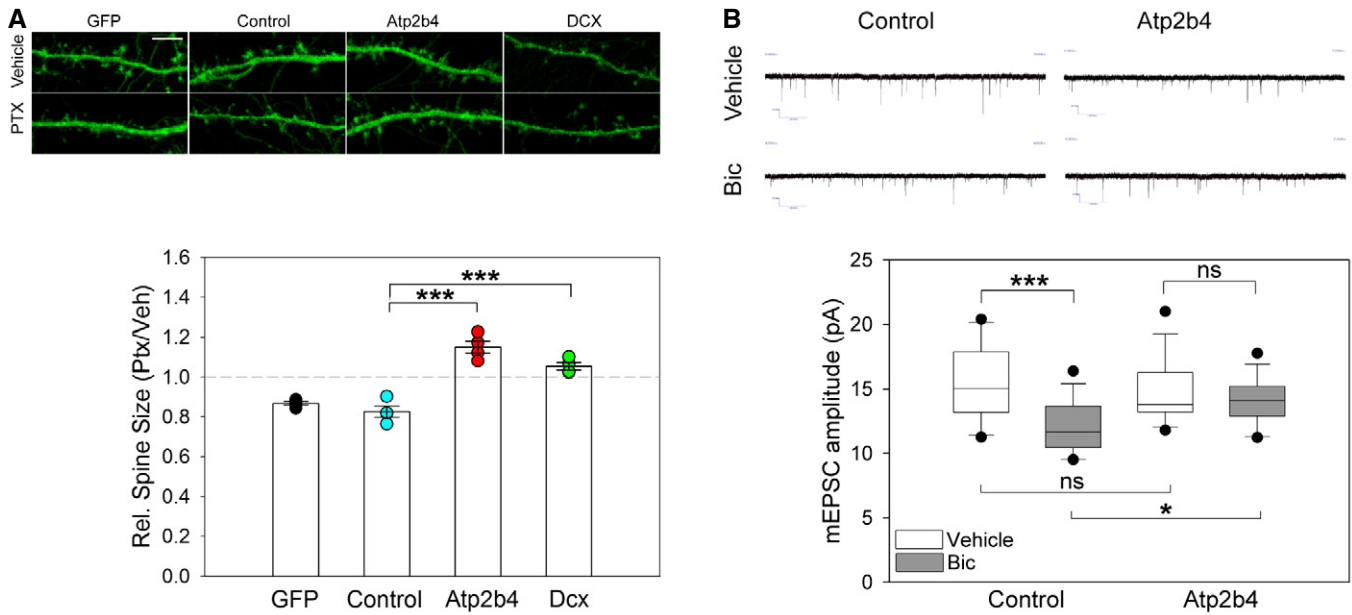 A
GFP Control Atp2b4 DCX
Vehicle
PTX
Rel. Spine Size (Ptx/Veh)
1.6
1.4
1.2
1.0
0.8
0.6
0.4
0.2
0.0
***
***
GFP Control Atp2b4 Dcx
B
Control Atp2b4
Vehicle
Bic
mEPSC amplitude (pA)
25
20
15
10
5
0
***
ns
ns
*
Vehicle
Bic
Control Atp2b4